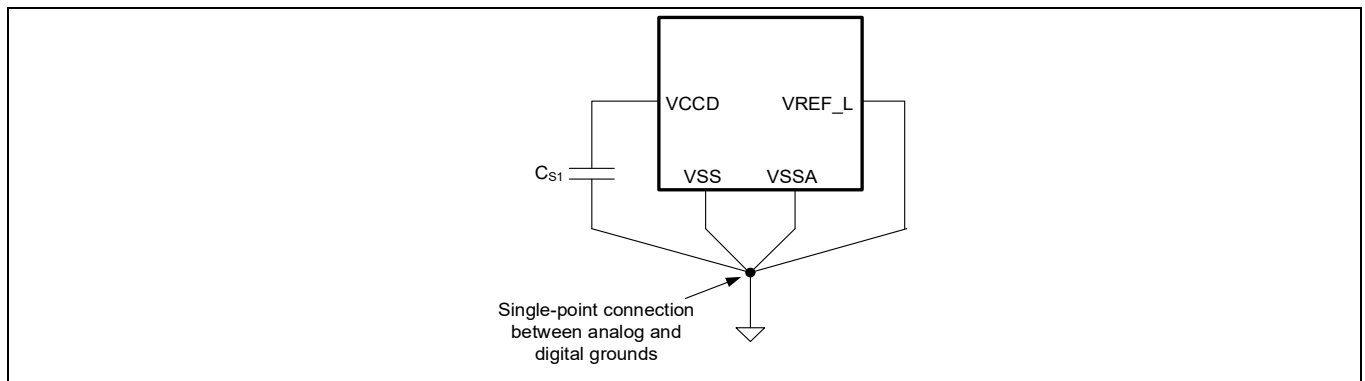 VCCD
VREF_L
CS1
VSS
VSSA
Single-point connection
between analog and
digital grounds